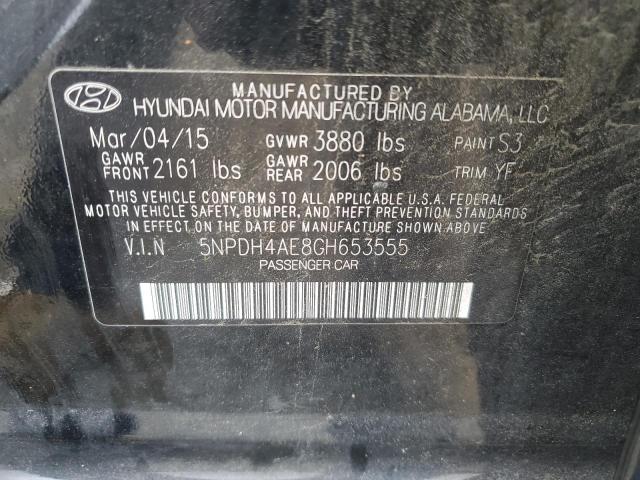 MANUFACTURED BY
HYUNDAI MOTOR MANUFACTURING ALABAMA, LLC
Mar/04/15 GVWR 3880 lbs PAINT S3
GAWR FRONT 2161 lbs GAWR REAR 2006 lbs TRIM YF
THIS VEHICLE CONFORMS TO ALL APPLICABLE U.S.A. FEDERAL
MOTOR VEHICLE SAFETY, BUMPER, AND THEFT PREVENTION STANDARDS
IN EFFECT ON THE DATE OF MANUFACTURE SHOWN ABOVE.
V.I.N 5NPDH4AE8GH653555
PASSENGER CAR